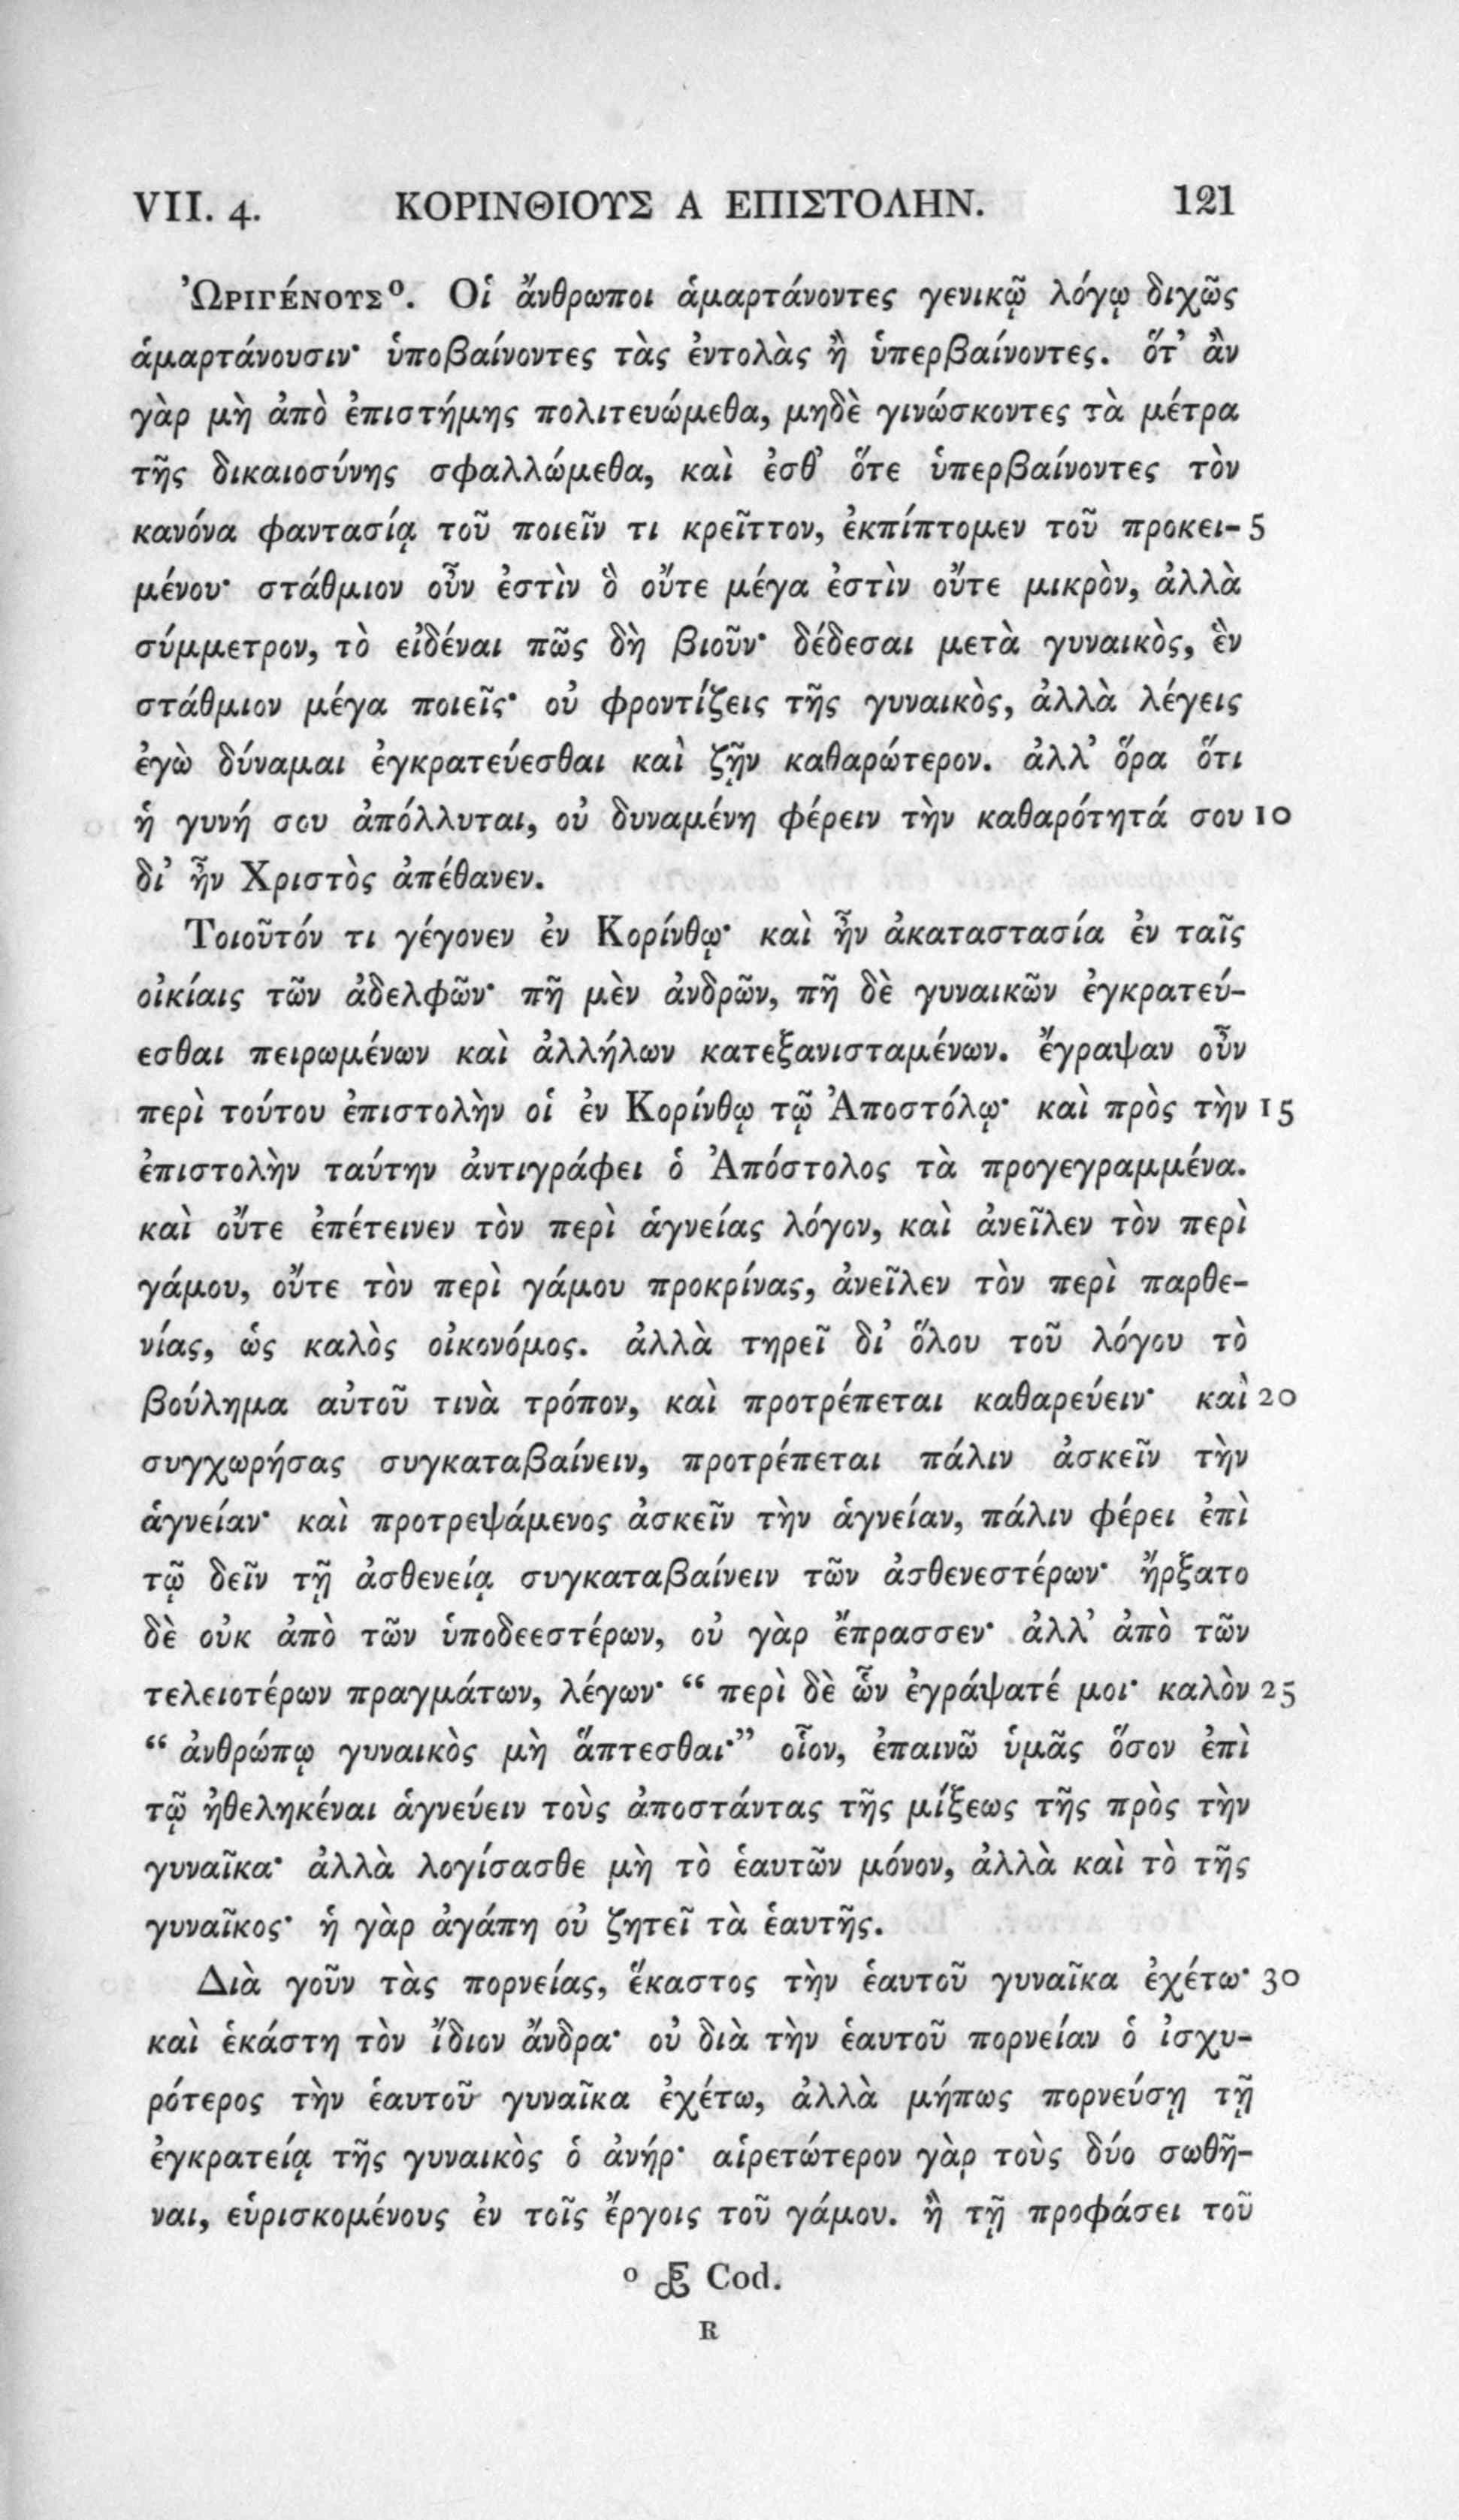 VII. 4. ΚΟΡΙΝΘΙΟΥΣ Α ΕΠΙΣΤΟΛΗΝ. 121
ὨΡΙΓΈΝΟΥΣº. Οἱ ἄνθρωποι ἁμαρτάνοντες γενικῷ λόγῳ διχῶς
ἁμαρτάνουσιν· ὑποβαίνοντες τὰς ἐντολὰς ἢ ὑπερβαίνοντες. ὅτ’ ἂν
γὰρ μὴ ἀπὸ ἐπιστήμης πολιτευώμεθα, μηδὲ γινώσκοντες τὰ μέτρα
τῆς δικαιοσύνης σφαλλώμεθα, καὶ ἐσθ’ ὅτε ὑπερβαίνοντες τὸν
κανόνα φαντασίᾳ τοῦ ποιεῖν τι κρεῖττον, ἐκπίπτομεν τοῦ προκει- 5
μένου· στάθμιον οὖν ἐστὶν ὃ οὔτε μέγα ἐστὶν οὔτε μικρὸν, ἀλλὰ
σύμμετρον, τὸ εἰδέναι πῶς δὴ βιοῦν· δέδεσαι μετὰ γυναικὸς, ἓν
στάθμιον μέγα ποιεῖς· οὐ φροντίζεις τῆς γυναικὸς, ἀλλὰ λέγεις
ἐγὼ δύναμαι ἐγκρατεύεσθαι καὶ ζῇν καθαρώτερον. ἀλλ’ ὅρα ὅτι
ἡ γυνή σου ἀπόλλυται, οὐ δυναμένη φέρειν τὴν καθαρότητά σου 10
δι’ ἧν Χριστὸς ἀπέθανεν.
Τοιοῦτόν τι γέγονεν ἐν Κορίνθῳ· καὶ ἦν ἀκαταστασία ἐν ταῖς
οἰκίαις τῶν ἀδελφῶν· πῆ μὲν ἀνδρῶν, πῆ δὲ γυναικῶν ἐγκρατεύ-
εσθαι πειρωμένων καὶ ἀλλήλων κατεξανισταμένων. ἔγραψαν οὖν
περὶ τούτου ἐπιστολὴν οἱ ἐν Κορίνθῳ τῷ Ἀποστόλῳ· καὶ πρὸς τὴν 15
ἐπιστολὴν ταύτην ἀντιγράφει ὁ Ἀπόστολος τὰ προγεγραμμένα.
καὶ οὔτε ἐπέτεινεν τὸν περὶ ἁγνείας λόγον, καὶ ἀνεῖλεν τὸν περὶ
γάμου, οὔτε τὸν περὶ γάμου προκρίνας, ἀνεῖλεν τὸν περὶ παρθε-
νίας, ὡς καλὸς οἰκονόμος. ἀλλὰ τηρεῖ δι’ ὅλου τοῦ λόγου τὸ
βούλημα αὐτοῦ τινὰ τρόπον, καὶ προτρέπεται καθαρεύειν· καὶ 20
συγχωρήσας συγκαταβαίνειν, προτρέπεται πάλιν ἀσκεῖν τὴν
ἁγνείαν· καὶ προτρεψάμενος ἀσκεῖν τὴν ἁγνείαν, πάλιν φέρει ἐπὶ
τῷ δεῖν τῇ ἀσθενείᾳ συγκαταβαίνειν τῶν ἀσθενεστέρων· ἤρξατο
δὲ οὐκ ἀπὸ τῶν ὑποδεεστέρων, οὐ γὰρ ἔπρασσεν· ἀλλ’ ἀπὸ τῶν
τελειοτέρων πραγμάτων, λέγων· “ περὶ δὲ ὧν ἐγράψατέ μοι· καλὸν 25
“ ἀνθρώπῳ γυναικὸς μὴ ἅπτεσθαι·” οἷον, ἐπαινῶ ὑμᾶς ὅσον ἐπὶ
τῷ ἠθεληκέναι ἁγνεύειν τοὺς ἀποστάντας τῆς μίξεως τῆς πρὸς τὴν
γυναῖκα· ἀλλὰ λογίσασθε μὴ τὸ ἑαυτῶν μόνον, ἀλλὰ καὶ τὸ τῆς
γυναῖκος· ἡ γὰρ ἀγάπη οὐ ζητεῖ τὰ ἑαυτῆς.
Διὰ γοῦν τὰς πορνείας, ἕκαστος τὴν ἑαυτοῦ γυναῖκα ἐχέτω· 30
καὶ ἑκάστη τὸν ἴδιον ἄνδρα· οὐ διὰ τὴν ἑαυτοῦ πορνείαν ὁ ἰσχυ-
ρότερος τὴν ἑαυτοῦ γυναῖκα ἐχέτω, ἀλλὰ μήπως πορνεύσῃ τῇ
ἐγκρατείᾳ τῆς γυναικὸς ὁ ἀνήρ· αἱρετώτερον γὰρ τοὺς δύο σωθῆ-
ναι, εὑρισκομένους ἐν τοῖς ἔργοις τοῦ γάμου. ἢ τῇ προφάσει τοῦ
º Cod.
R